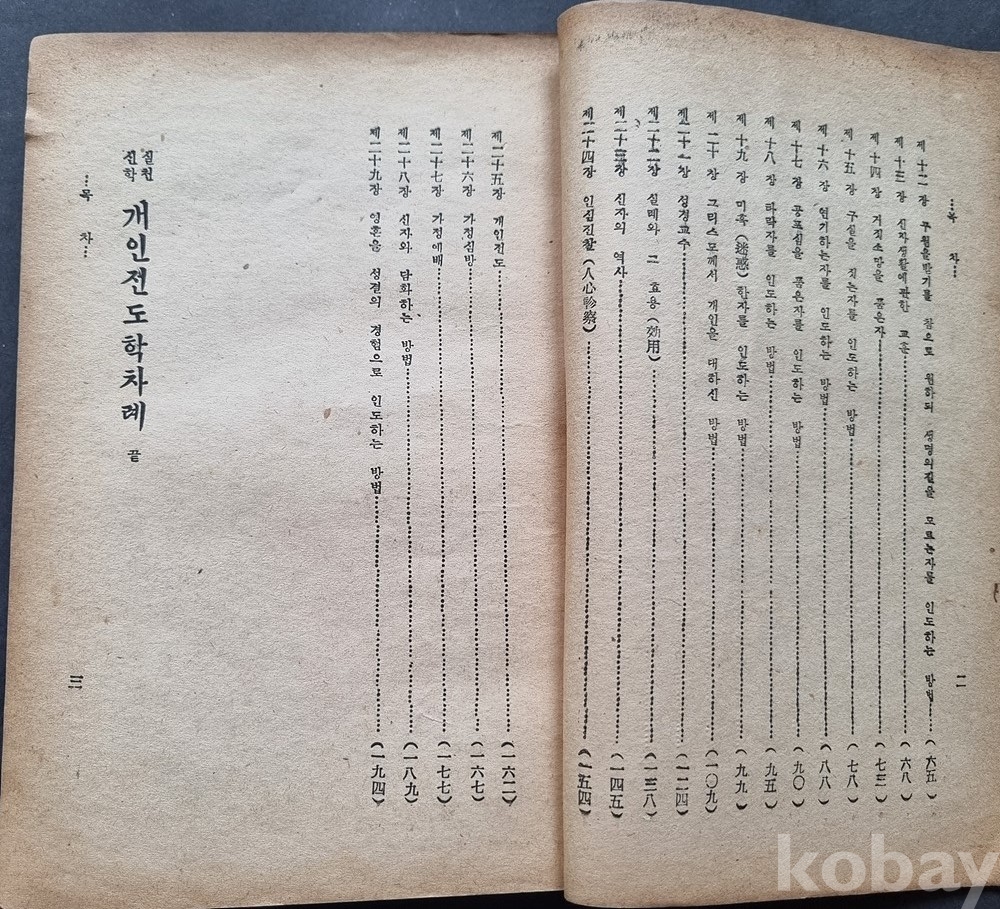 …목 차…
二
제 十二 장 구원을받기를 참으로 원하되 생명의길을 모르는자를 인도하는 방법……(六五)
제 十三 장 신자생활에관한 교훈……(六八)
제 十四 장 거짓소망을 품은자……(七三)
제 十五 장 구실을 짓는자를 인도하는 방법……(七八)
제 十六 장 연기하는자를 인도하는 방법……(八八)
제 十七 장 공포심을 품은자를 인도하는 방법……(九〇)
제 十八 장 타락자를 인도하는 방법……(九五)
제 十九 장 미혹(迷惑)한자를 인도하는 방법……(九九)
제 二十 장 그리스도께서 개인을 대하신 방법……(一〇九)
제二十一장 성경교수……(一二四)
제二十二장 실례와 그 효용(効用)……(一三八)
제二十三장 신자의 역사……(一四五)
제二十四장 인심진찰(人心診察)……(一五四)
제二十五장 개인전도……(一六二)
제二十六장 가정심방……(一六七)
제二十七장 가정예배……(一七七)
제二十八장 신자와 담화하는 방법……(一八九)
제二十九장 영혼을 성결의 경험으로 인도하는 방법……(一九四)
실천신학 개인전도학차례 끝
…목 차…
三
kobay